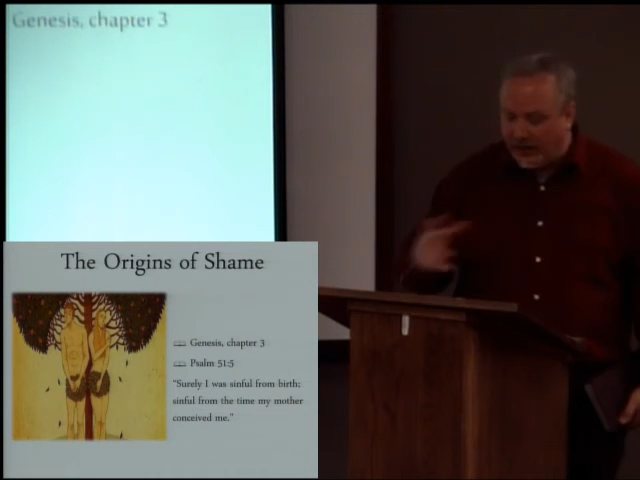 Genesis, chapter 3
The Origins of Shame
Genesis, chapter 3
Psalm 51:5
"Surely I was sinful from birth;
sinful from the time my mother
conceived me."